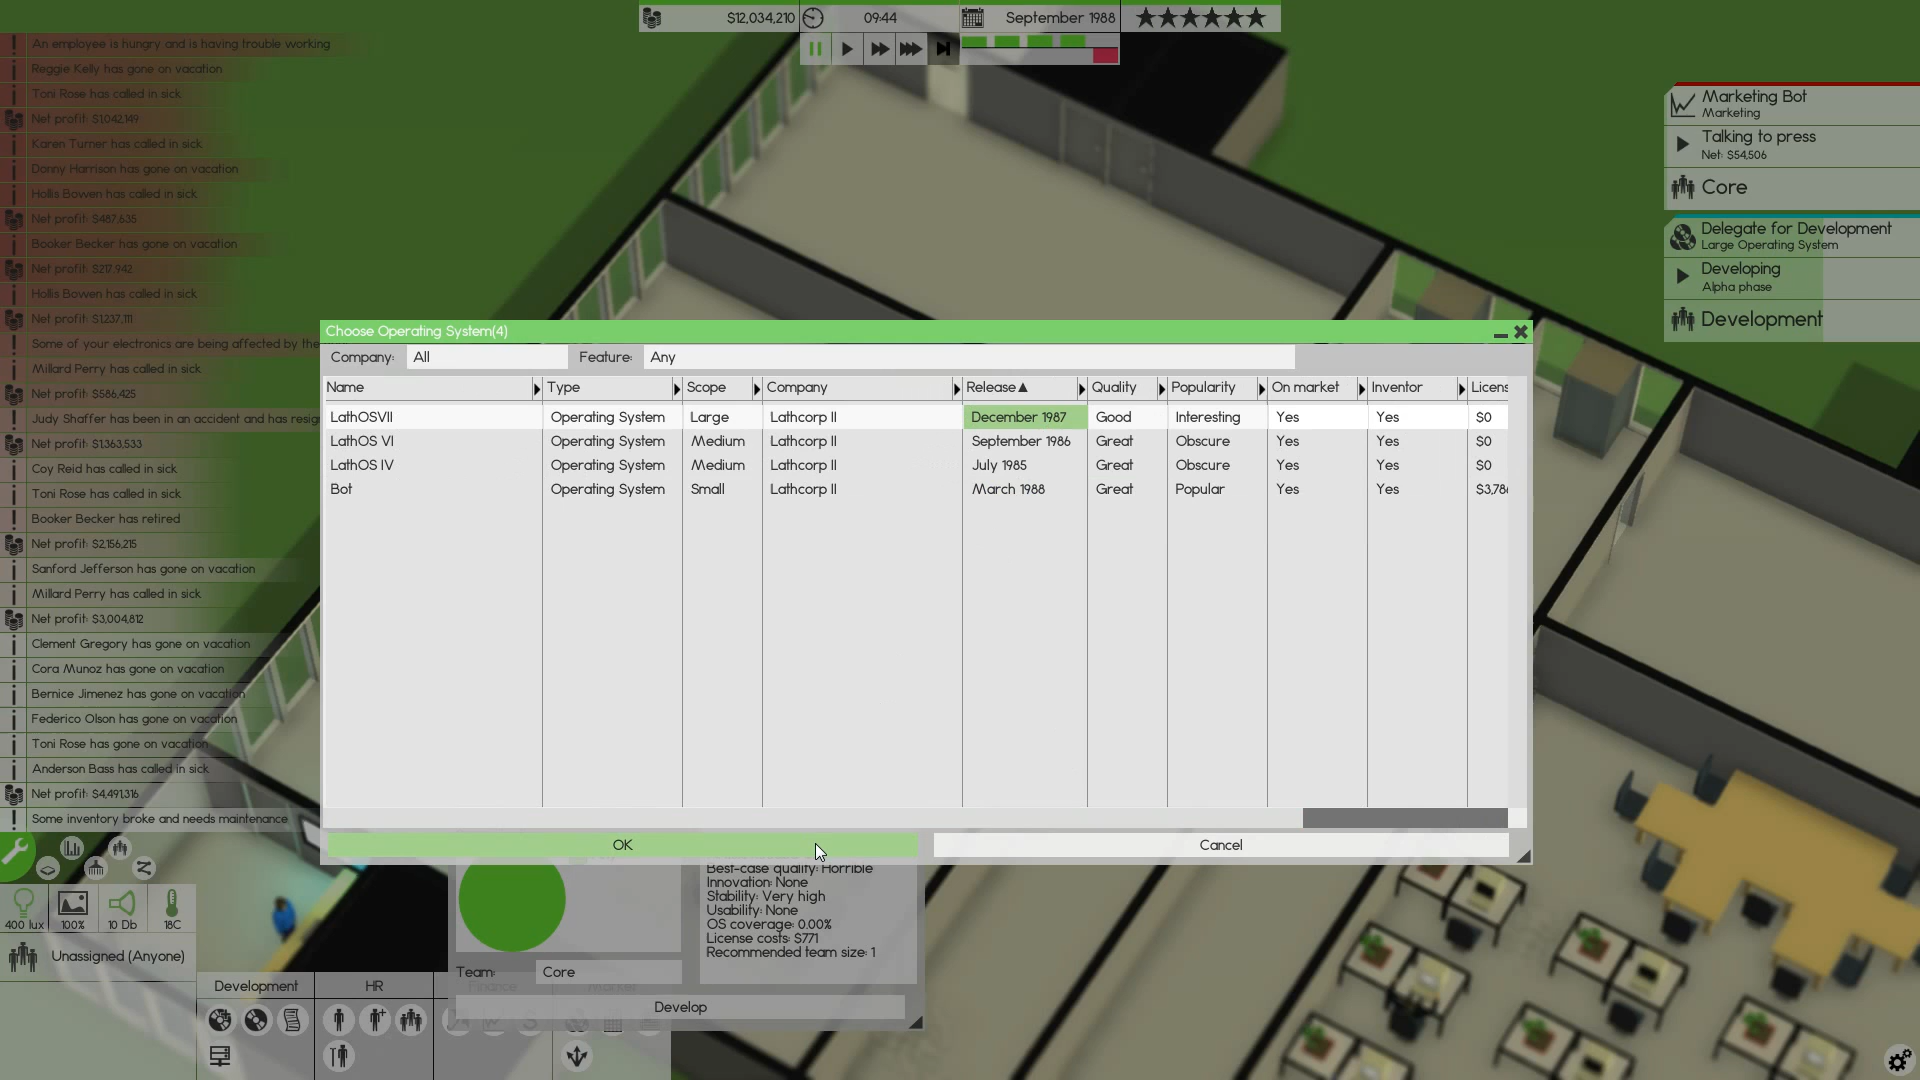 $12,034,210
09:44
September 1988
An employee is hungry and is having trouble working
Reggie Kelly has gone on vacation
Toni Rose has called in sick
Net profit: $1,042,149
Karen Turner has called in sick
Donny Harrison has gone on vacation
Hollis Bowen has called in sick
Net profit: $487,635
Booker Becker has gone on vacation
Net profit: $217,942
Hollis Bowen has called in sick
Net profit: $1,237,111
Some of your electronics are being affected by the
Millard Perry has called in sick
Net profit: $586,425
Judy Shaffer has been in an accident and has resig
Net profit: $1,363,533
Coy Reid has called in sick
Toni Rose has called in sick
Booker Becker has retired
Net profit: $2,156,215
Sanford Jefferson has gone on vacation
Millard Perry has called in sick
Net profit: $3,004,812
Clement Gregory has gone on vacation
Cora Munoz has gone on vacation
Bernice Jimenez has gone on vacation
Federico Olson has gone on vacation
Toni Rose has gone on vacation
Anderson Bass has called in sick
Net profit: $4,491,316
Some inventory broke and needs maintenance
Marketing Bot
Marketing
Talking to press
Net: $54,506
Core
Delegate for Development
Large Operating System
Developing
Alpha phase
Development
Choose Operating System(4)
Company: All Feature: Any
Name Type Scope Company Release▲ Quality Popularity On market Inventor Licens
LathOSVII Operating System Large Lathcorp II December 1987 Good Interesting Yes Yes $0
LathOS VI Operating System Medium Lathcorp II September 1986 Great Obscure Yes Yes $0
LathOS IV Operating System Medium Lathcorp II July 1985 Great Obscure Yes Yes $0
Bot Operating System Small Lathcorp II March 1988 Great Popular Yes Yes $3,786
OK Cancel
Best-case quality: Horrible
Innovation: None
Stability: Very high
Usability: None
OS coverage: 0.00%
License costs: $771
Recommended team size: 1
Team: Core
Develop
400 lux 100% 10 Db 18C
Unassigned (Anyone)
Development HR Finance Market